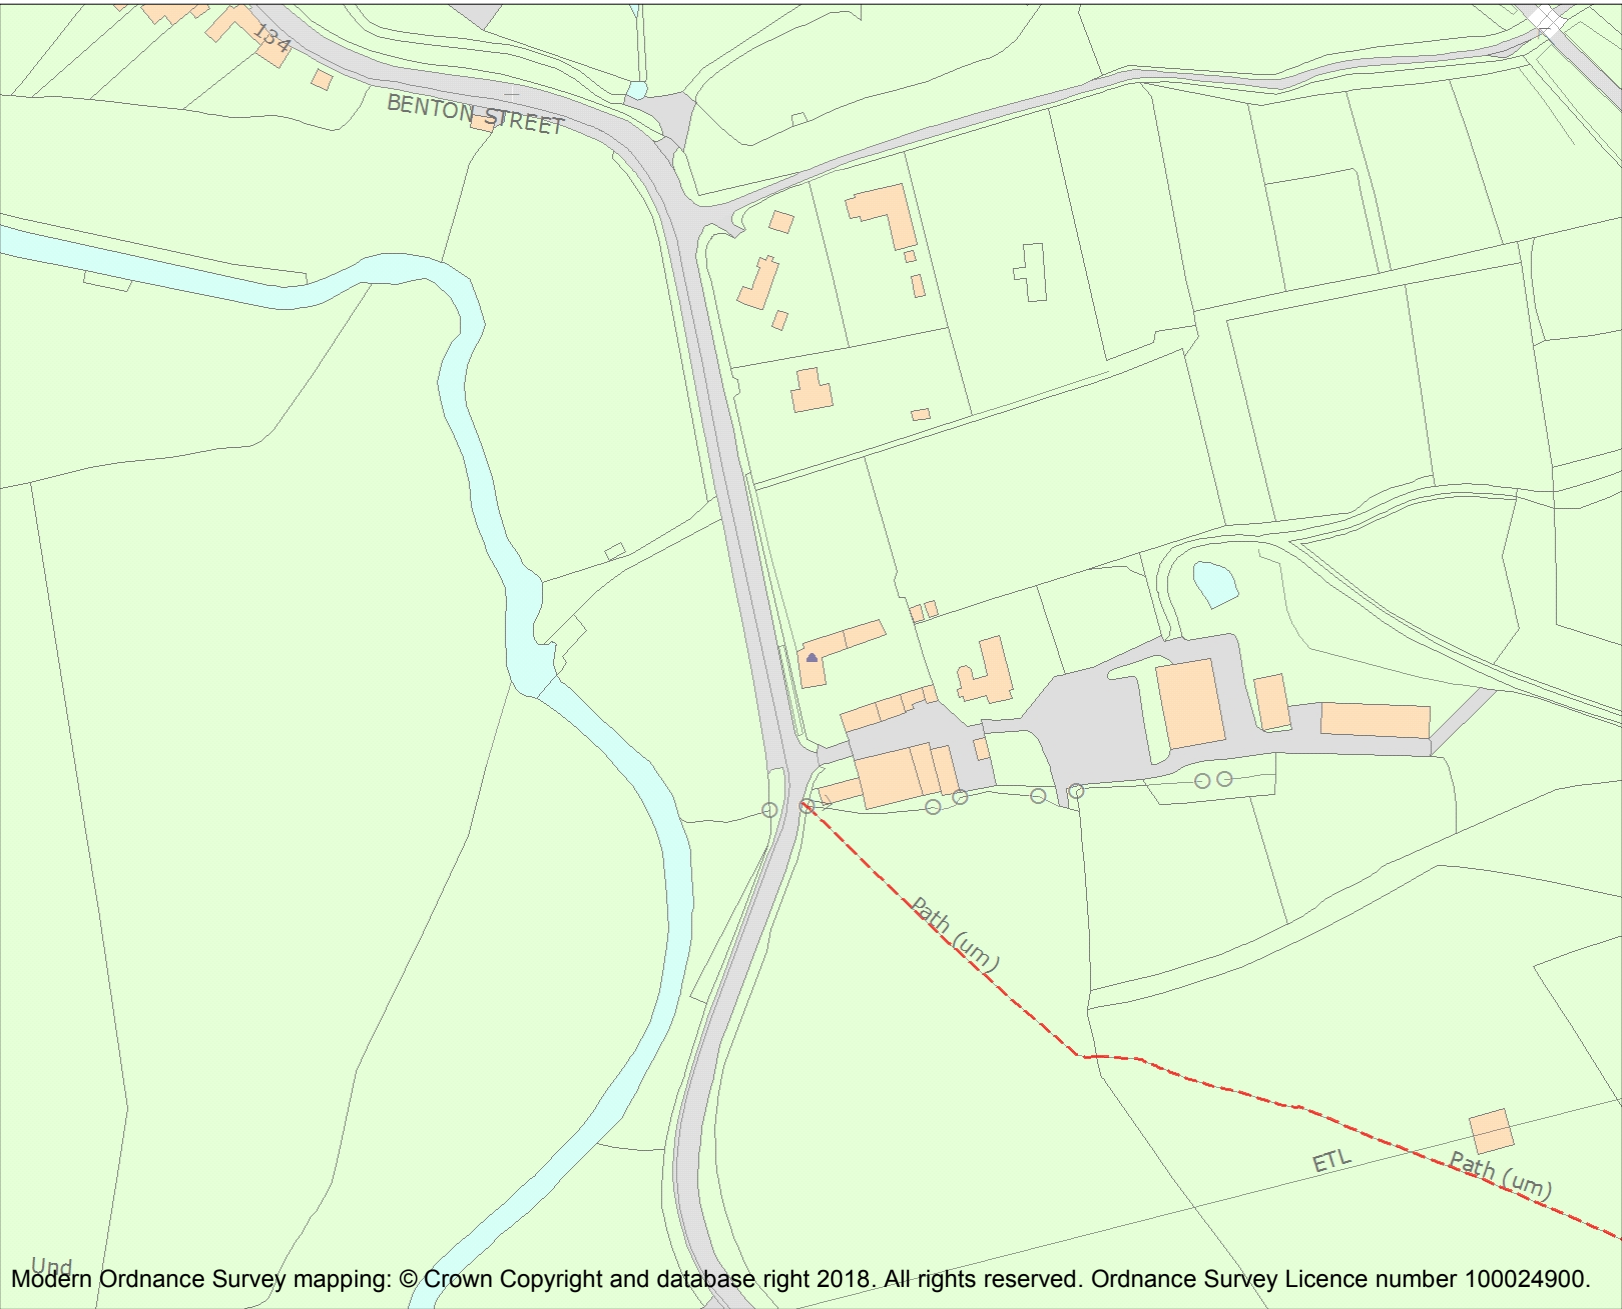 134
BENTON STREET
Path (um)
ETL
Path (um)
Und
Modern Ordnance Survey mapping: © Crown Copyright and database right 2018. All rights reserved. Ordnance Survey Licence number 100024900.